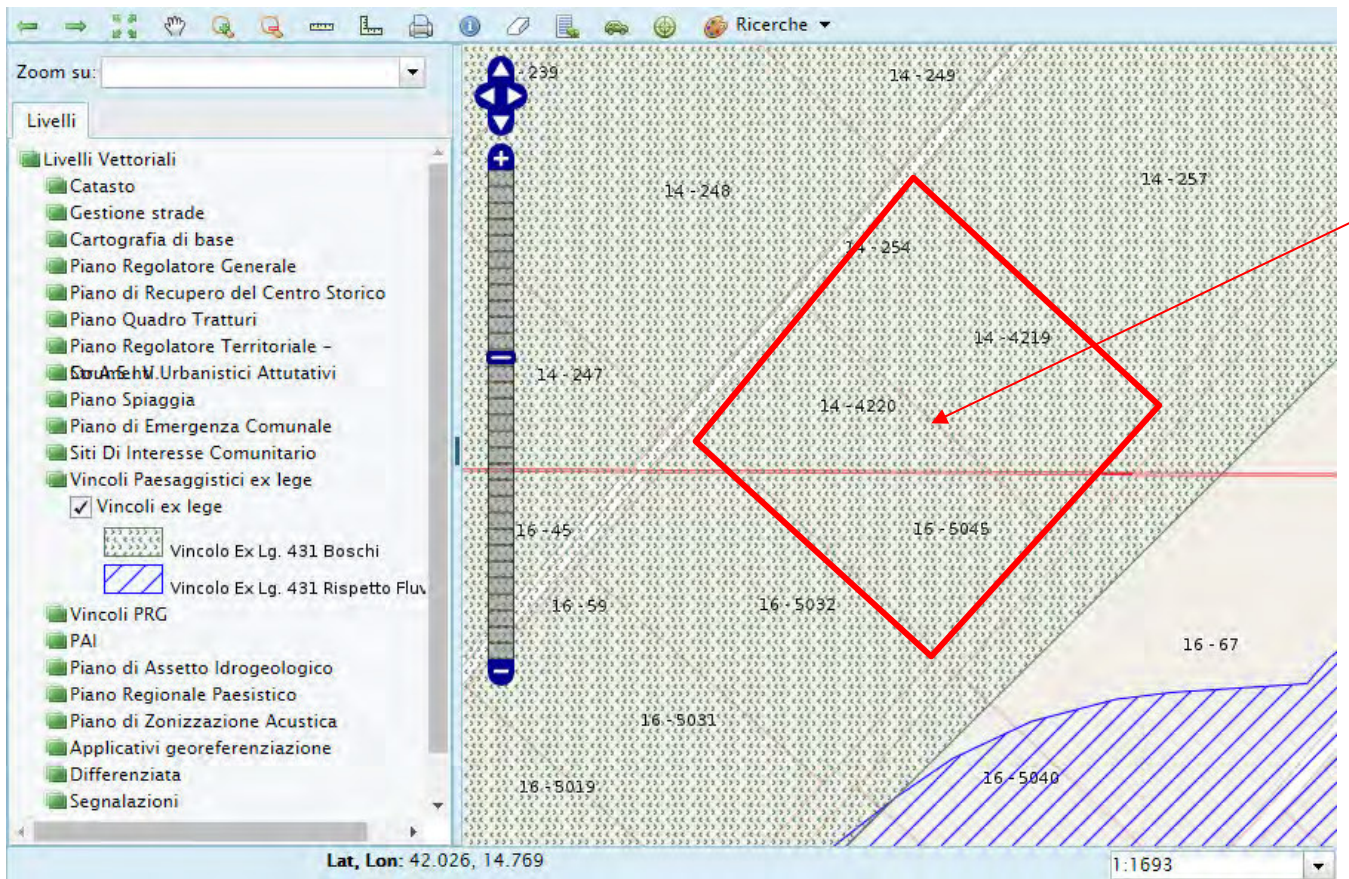 Ricerche
Zoom su:
Livelli
Livelli Vettoriali
Catasto
Gestione strade
Cartografia di base
Piano Regolatore Generale
Piano di Recupero del Centro Storico
Piano Quadro Tratturi
Piano Regolatore Territoriale –
Urbanistici Attutativi
Piano Spiaggia
Piano di Emergenza Comunale
Siti Di Interesse Comunitario
Vincoli Paesaggistici ex lege
Vincoli ex lege
Vincolo Ex Lg. 431 Boschi
Vincolo Ex Lg. 431 Rispetto Fluv
Vincoli PRG
PAI
Piano di Assetto Idrogeologico
Piano Regionale Paesistico
Piano di Zonizzazione Acustica
Applicativi georeferenziazione
Differenziata
Segnalazioni
- 239
14 - 249
14 - 248
14 - 257
14 - 254
14 - 4219
14 - 247
14 - 4220
16 - 45
16 - 5045
16 - 59
16 - 5032
16 - 67
16 - 5031
16 - 5019
16 - 5040
Lat, Lon: 42.026, 14.769
1:1693